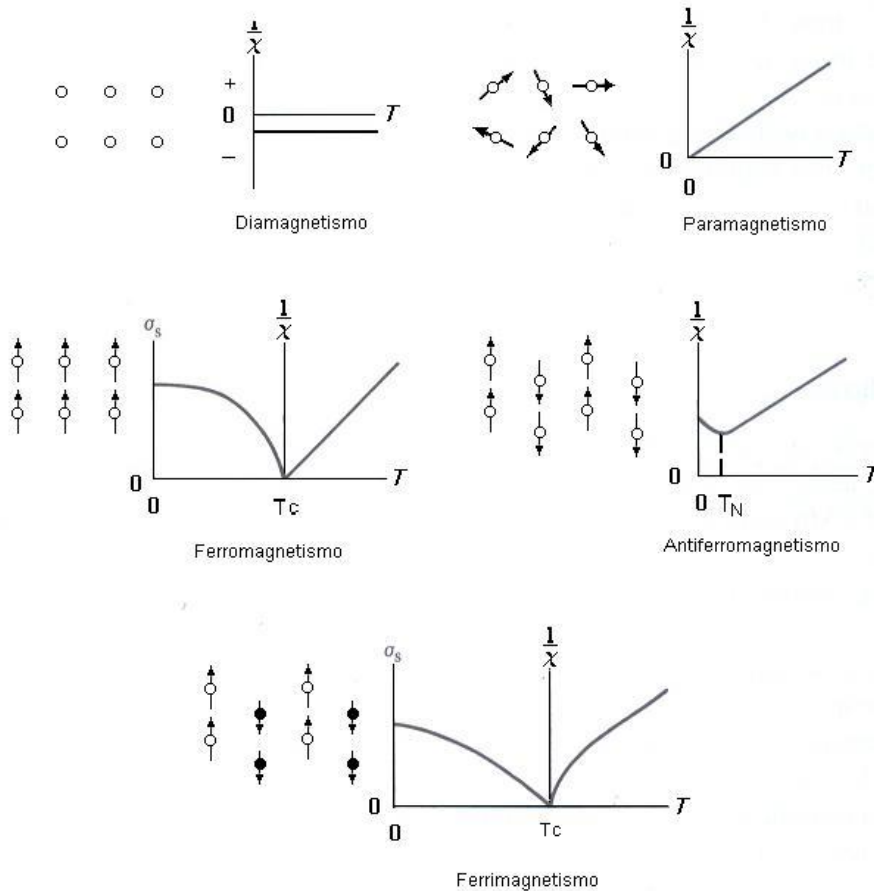 1
χ
+
0
T
−
Diamagnetismo
1
χ
0
T
0
Paramagnetismo
σs
1
χ
0
T
0
Tc
Ferromagnetismo
1
χ
0
T
0
TN
Antiferromagnetismo
σs
1
χ
0
T
0
Tc
Ferrimagnetismo